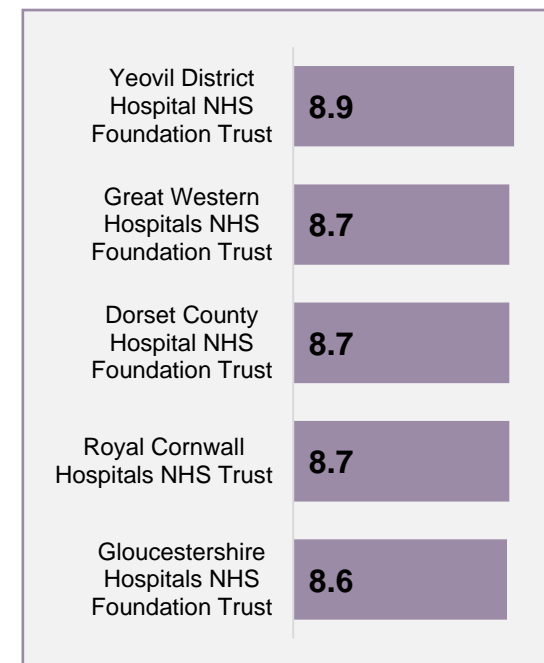 Yeovil District
Hospital NHS
Foundation Trust
8.9
Great Western
Hospitals NHS
Foundation Trust
8.7
Dorset County
Hospital NHS
Foundation Trust
8.7
Royal Cornwall
Hospitals NHS Trust
8.7
Gloucestershire
Hospitals NHS
Foundation Trust
8.6